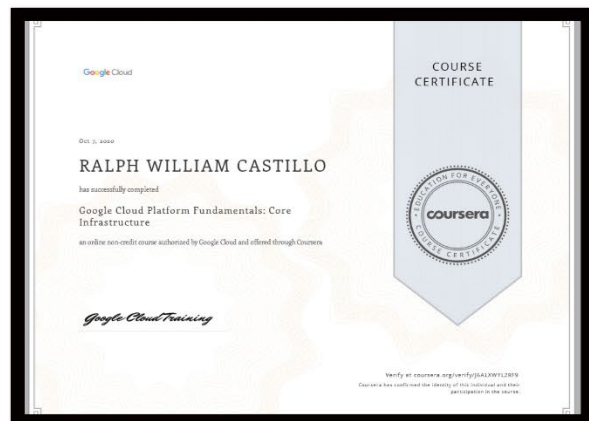 Google Cloud
COURSE
CERTIFICATE
Oct 7, 2020
RALPH WILLIAM CASTILLO
has successfully completed
Google Cloud Platform Fundamentals: Core
Infrastructure
an online non-credit course authorized by Google Cloud and offered through Coursera
EDUCATION FOR EVERYONE
coursera
COURSE CERTIFICATE
Google Cloud Training
Verify at coursera.org/verify/J6ALXWYL2RF9
Coursera has confirmed the identity of this individual and their
participation in the course.